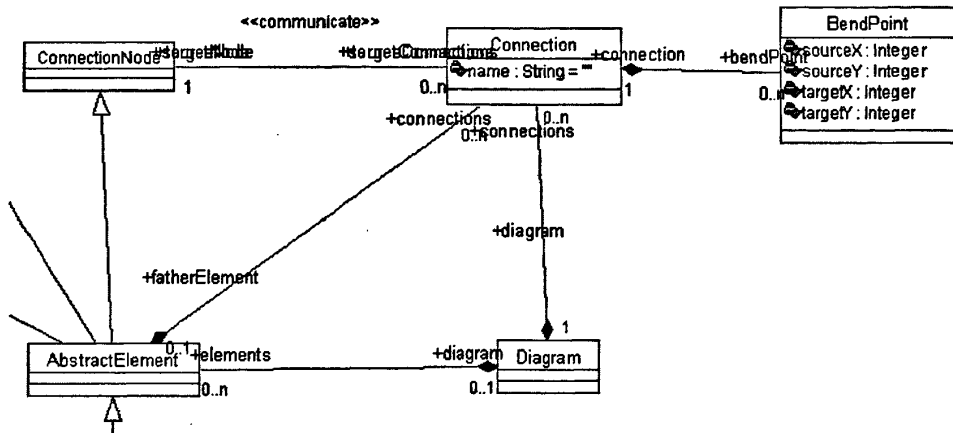 <<communicate>>
BendPoint
ConnectionNode
Connection
+connection
+bendPoint
sourceX : Integer
name : String = ""
sourceY : Integer
1
0..n
1
0..n
targetX : Integer
targetY : Integer
+connections
0..n
0..n
+connections
+diagram
+fatherElement
1
0..1
AbstractElement
+elements
+diagram
Diagram
0..n
0..1